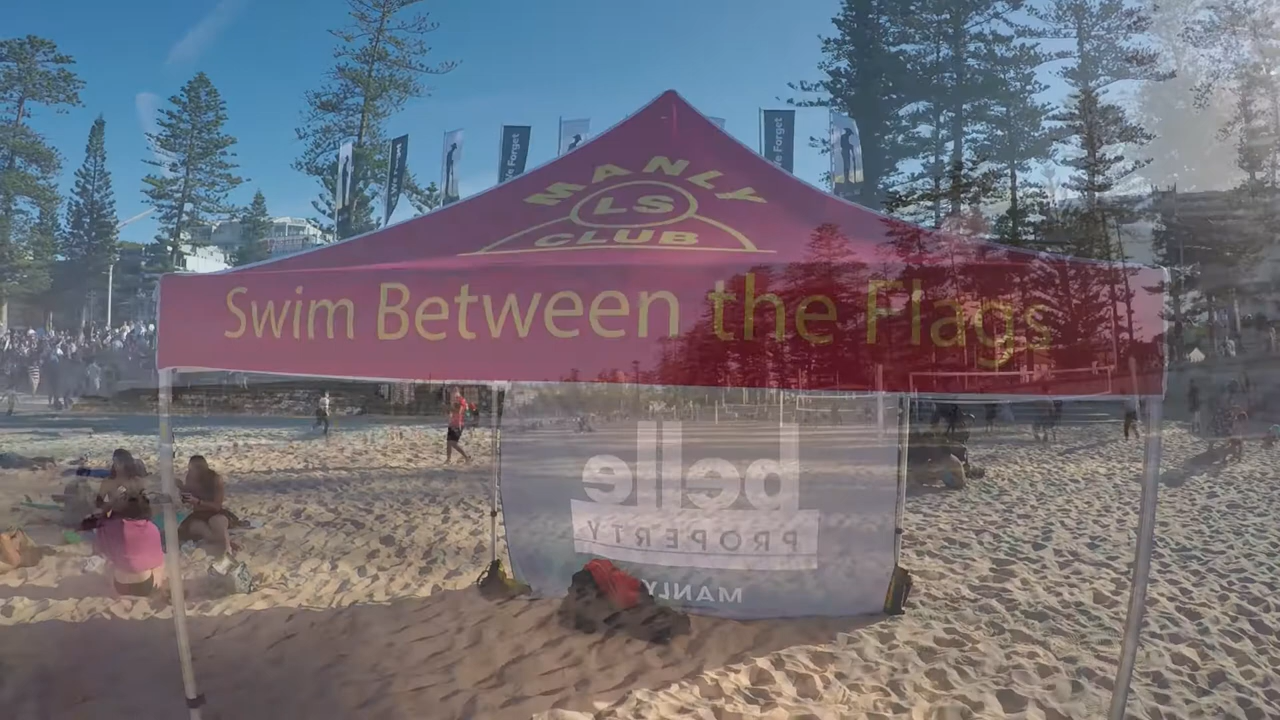 MANLY
LS
CLUB
Swim Between the Flags
belle
PROPERTY
MANLY